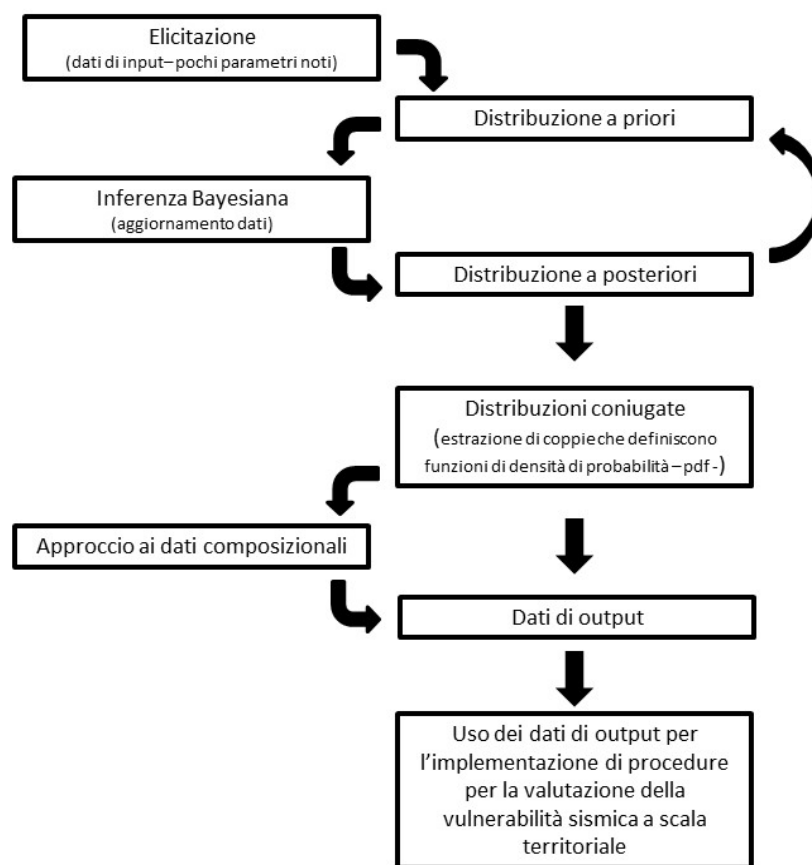 Elicitazione
(dati di input–pochi parametri noti)
Distribuzione a priori
Inferenza Bayesiana
(aggiornamento dati)
Distribuzione a posteriori
Distribuzioni coniugate
(estrazione di coppie che definiscono
funzioni di densità di probabilità – pdf -)
Approccio ai dati composizionali
Dati di output
Uso dei dati di output per
l’implementazione di procedure
per la valutazione della
vulnerabilità sismica a scala
territoriale